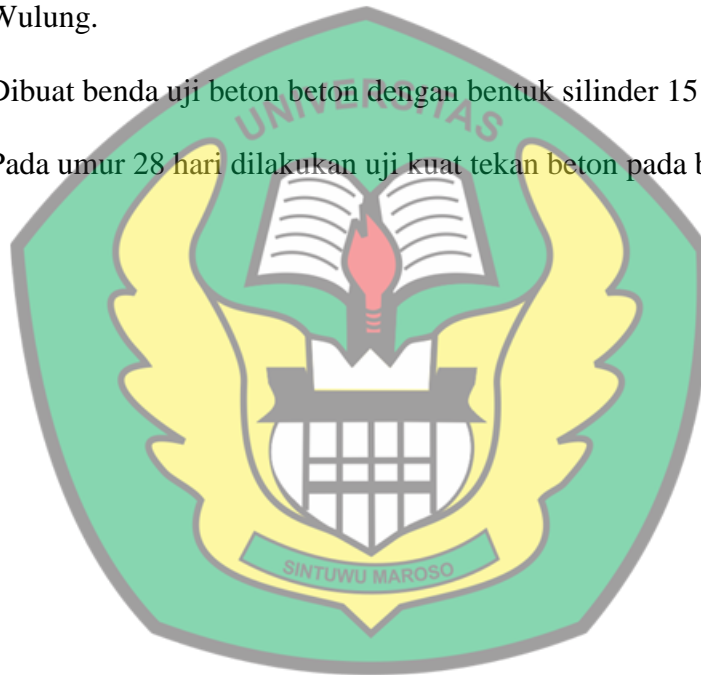 Wulung.
Dibuat benda uji beton beton dengan bentuk silinder 15
Pada umur 28 hari dilakukan uji kuat tekan beton pada b
UNIVERSITAS
SINTUWU MAROSO